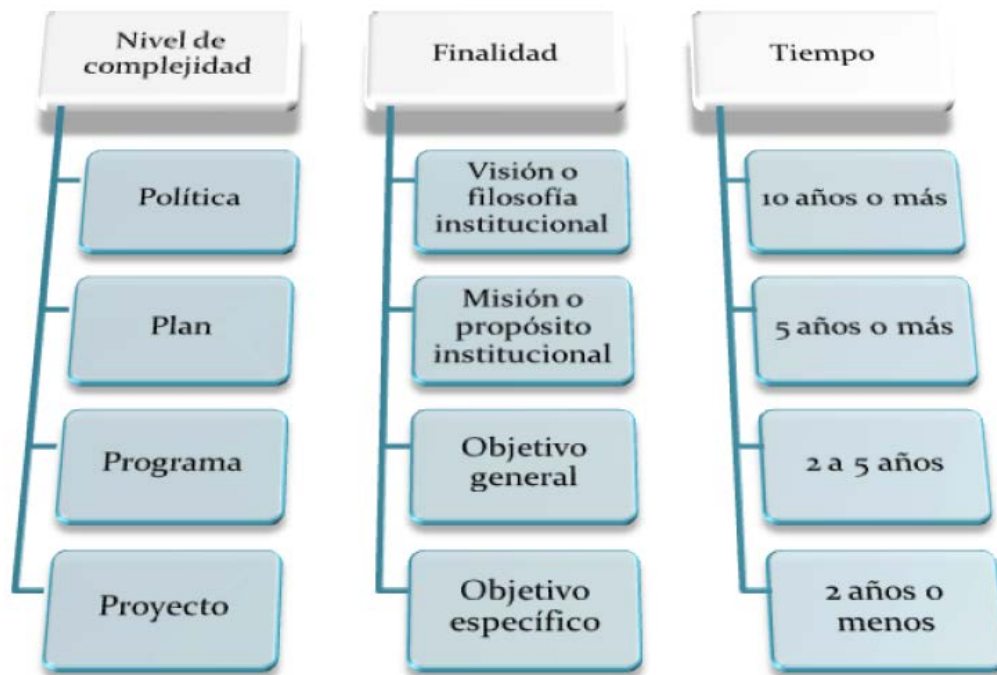 Nivel de
complejidad
Política
Plan
Programa
Proyecto
Finalidad
Visión o
filosofía
institucional
Misión o
propósito
institucional
Objetivo
general
Objetivo
específico
Tiempo
10 años o más
5 años o más
2 a 5 años
2 años o
menos